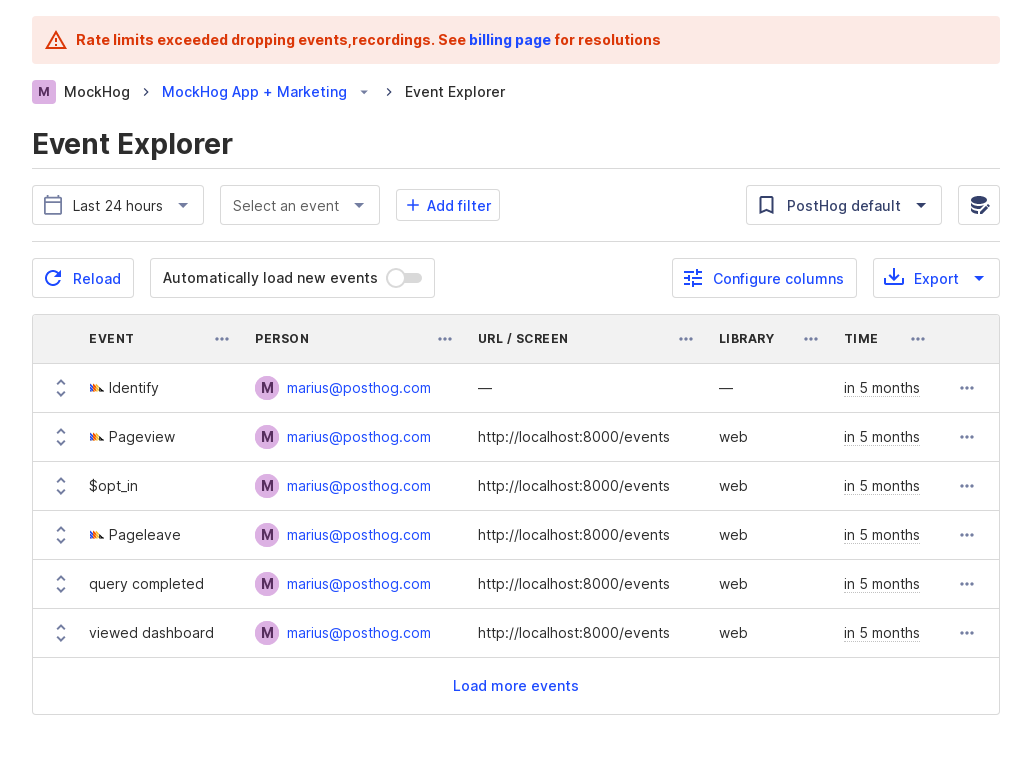 Rate limits exceeded dropping events,recordings. See billing page for resolutions
M MockHog MockHog App + Marketing Event Explorer
Event Explorer
Last 24 hours Select an event Add filter PostHog default
Reload Automatically load new events Configure columns Export
EVENT PERSON URL / SCREEN LIBRARY TIME
Identify M marius@posthog.com — — in 5 months
Pageview M marius@posthog.com http://localhost:8000/events web in 5 months
$opt_in M marius@posthog.com http://localhost:8000/events web in 5 months
Pageleave M marius@posthog.com http://localhost:8000/events web in 5 months
query completed M marius@posthog.com http://localhost:8000/events web in 5 months
viewed dashboard M marius@posthog.com http://localhost:8000/events web in 5 months
Load more events